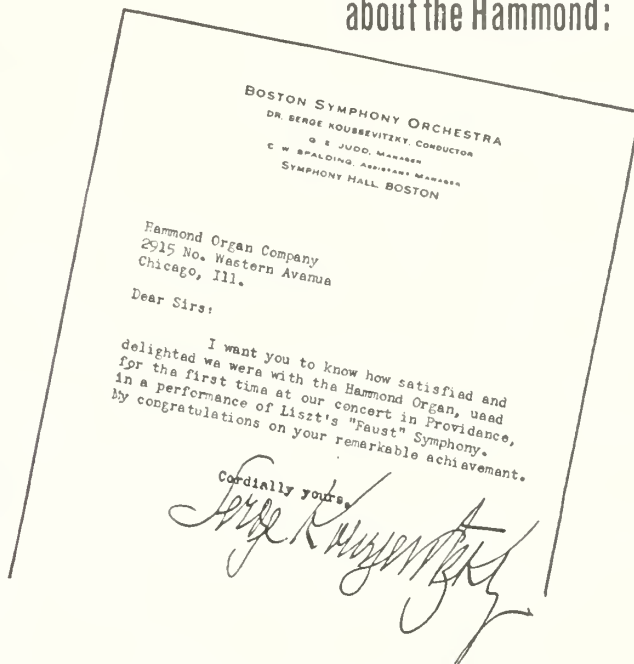 about the Hammond:
BOSTON SYMPHONY ORCHESTRA
DR. SERGE KOUSSEVITZKY, CONDUCTOR
G. E. JUDD, MANAGER
C. W. SPALDING, ASSISTANT MANAGER
SYMPHONY HALL, BOSTON
Hammond Organ Company
2915 No. Western Avenue
Chicago, Ill.
Dear Sirs:
I want you to know how satisfied and
delighted we were with the Hammond Organ, used
for the first time at our concert in Providence,
in a performance of Liszt's "Faust" Symphony.
My congratulations on your remarkable achievement.
Cordially yours,
Serge Koussevitzky